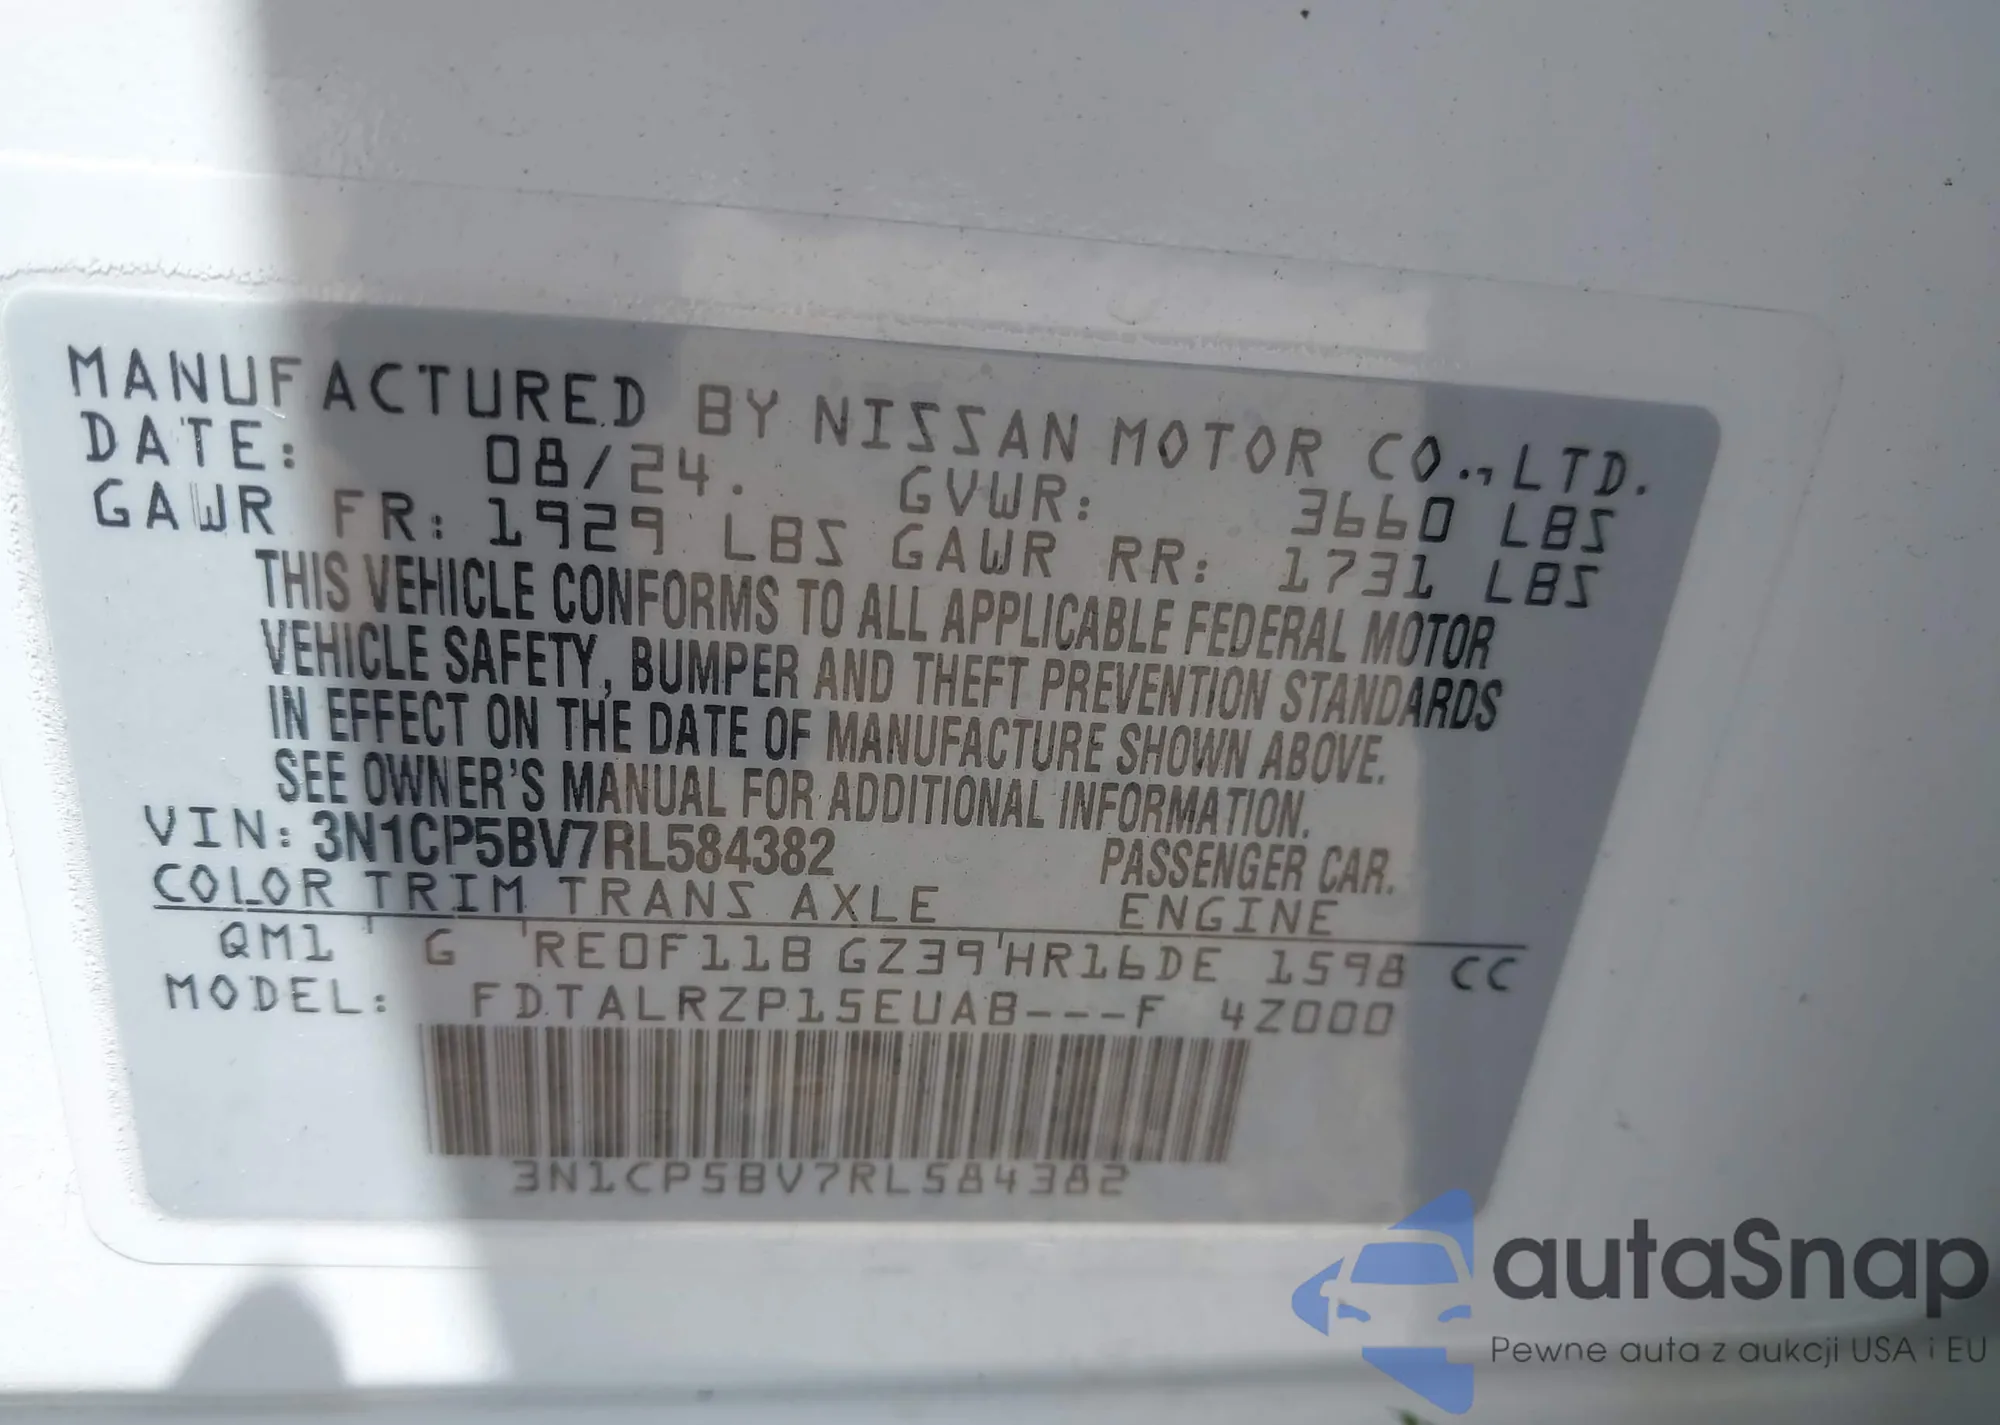 MANUFACTURED BY NISSAN MOTOR CO., LTD.
DATE: 08/24. GVWR: 3660 LBS
GAWR FR: 1929 LBS GAWR RR: 1731 LBS
THIS VEHICLE CONFORMS TO ALL APPLICABLE FEDERAL MOTOR
VEHICLE SAFETY, BUMPER AND THEFT PREVENTION STANDARDS
IN EFFECT ON THE DATE OF MANUFACTURE SHOWN ABOVE.
SEE OWNER'S MANUAL FOR ADDITIONAL INFORMATION.
VIN: 3N1CP5BV7RL584382 PASSENGER CAR.
COLOR TRIM TRANS AXLE ENGINE
QM1 G RE0F11B GZ39 HR16DE 1598 CC
MODEL: FDTALRZP15EUAB---F 4Z000
3N1CP5BV7RL584382
autaSnap
Pewne auta z aukcji USA i EU